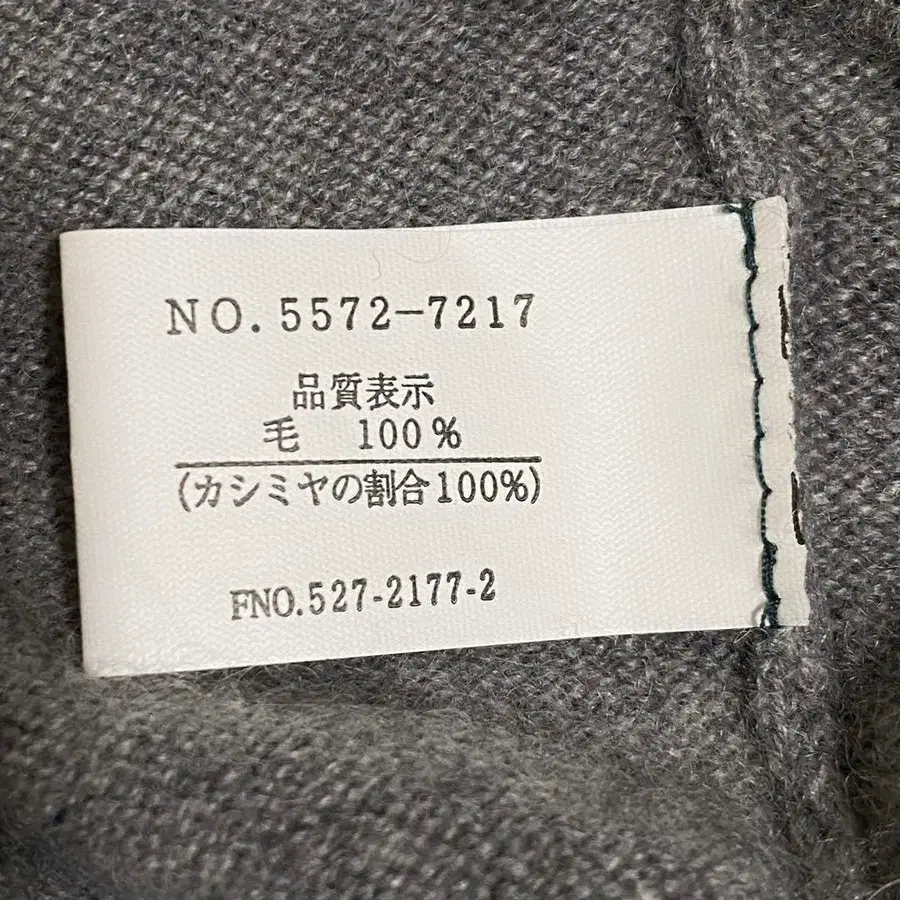 NO. 5572-7217
品質表示
毛 100%
(カシミヤの割合100%)
FNO.527-2177-2